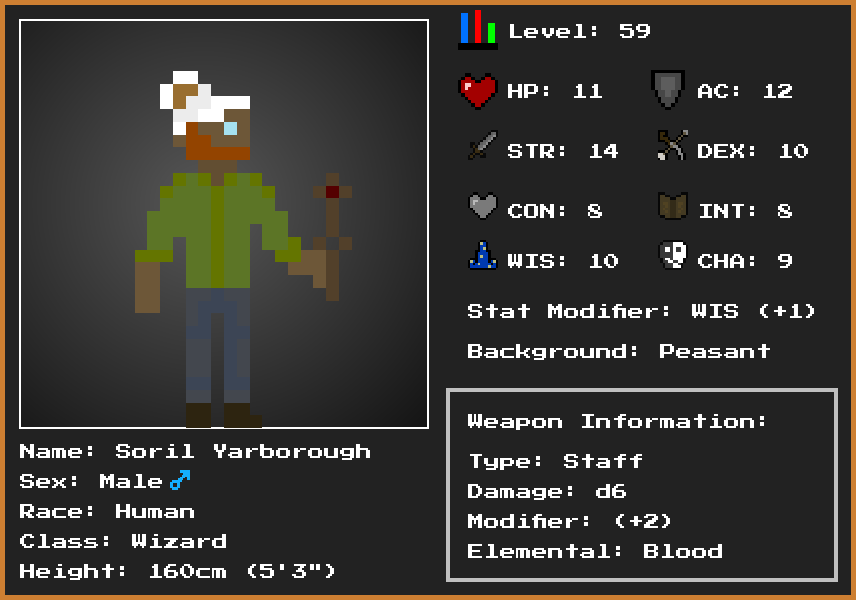 Level: 59
HP: 11
AC: 12
STR: 14
DEX: 10
CON: 8
INT: 8
WIS: 10
CHA: 9
Stat Modifier: WIS (+1)
Background: Peasant
Weapon Information:
Type: Staff
Damage: d6
Modifier: (+2)
Elemental: Blood
Name: Soril Yarborough
Sex: Male ♂
Race: Human
Class: Wizard
Height: 160cm (5'3")